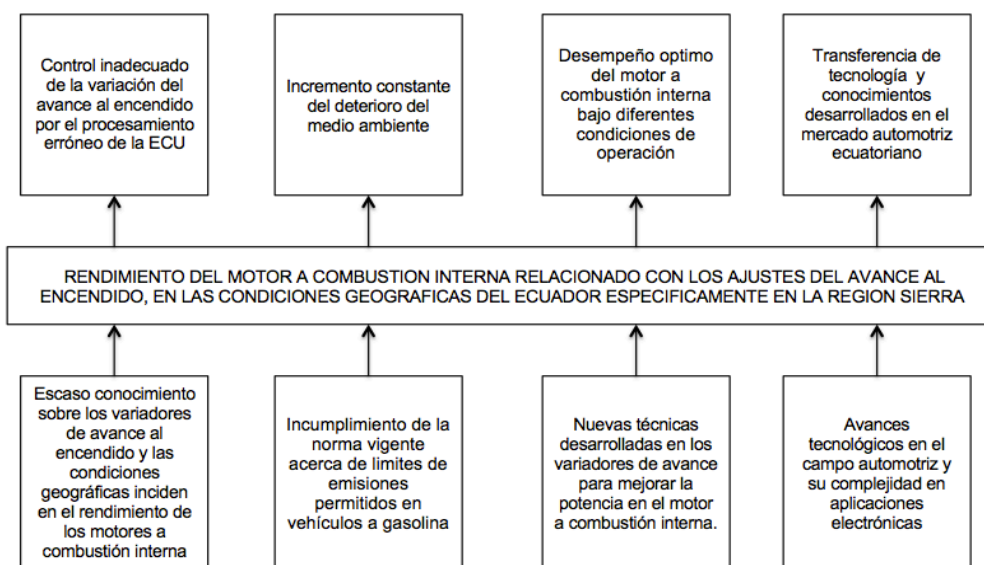 Control inadecuado
de la variación del
avance al encendido
por el procesamiento
erróneo de la ECU
Incremento constante
del deterioro del
medio ambiente
Desempeño optimo
del motor a
combustión interna
bajo diferentes
condiciones de
operación
Transferencia de
tecnología y
conocimientos
desarrollados en el
mercado automotriz
ecuatoriano
RENDIMIENTO DEL MOTOR A COMBUSTION INTERNA RELACIONADO CON LOS AJUSTES DEL AVANCE AL
ENCENDIDO, EN LAS CONDICIONES GEOGRAFICAS DEL ECUADOR ESPECIFICAMENTE EN LA REGION SIERRA
Escaso conocimiento
sobre los variadores
de avance al
encendido y las
condiciones
geográficas inciden
en el rendimiento de
los motores a
combustión interna
Incumplimiento de la
norma vigente
acerca de limites de
emisiones
permitidos en
vehículos a gasolina
Nuevas técnicas
desarrolladas en los
variadores de avance
para mejorar la
potencia en el motor
a combustión interna.
Avances
tecnológicos en el
campo automotriz y
su complejidad en
aplicaciones
electrónicas